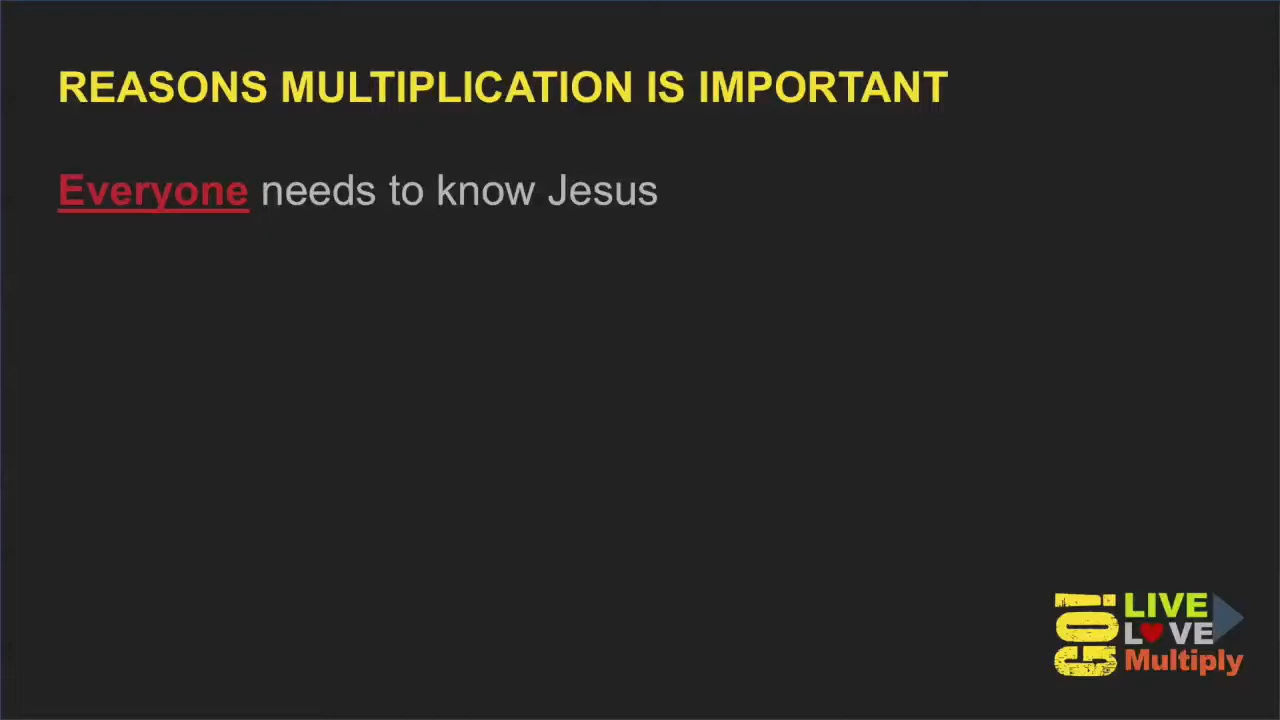 REASONS MULTIPLICATION IS IMPORTANT
Everyone needs to know Jesus
GO!
LIVE
LOVE
Multiply